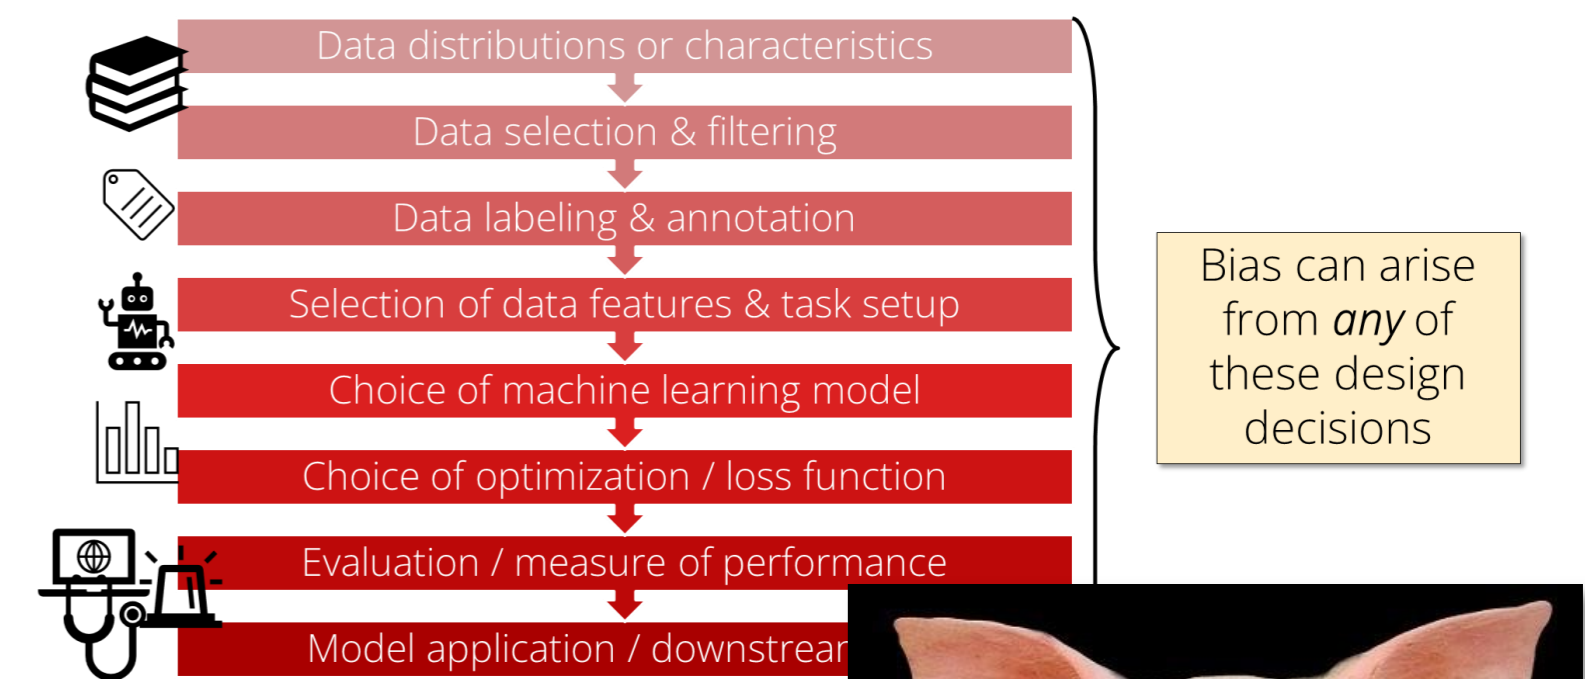 Data distributions or characteristics
Data selection & filtering
Data labeling & annotation
Selection of data features & task setup
Choice of machine learning model
Choice of optimization / loss function
Evaluation / measure of performance
Model application / 
Bias can arise
from any of
these design
decisions